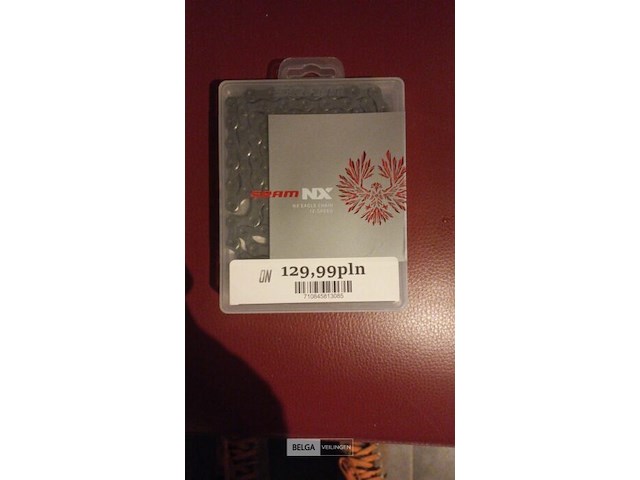 SRAM NX
NX EAGLE CHAIN
12 SPEED
ON 129,99pln
710845813085
BELGA VEILINGEN